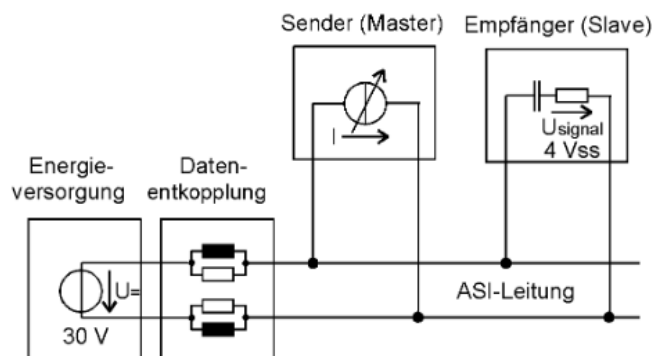 Sender (Master)
Empfänger (Slave)
I
Usignal
4 Vss
Energie-
versorgung
Daten-
entkopplung
U=
30 V
ASI-Leitung